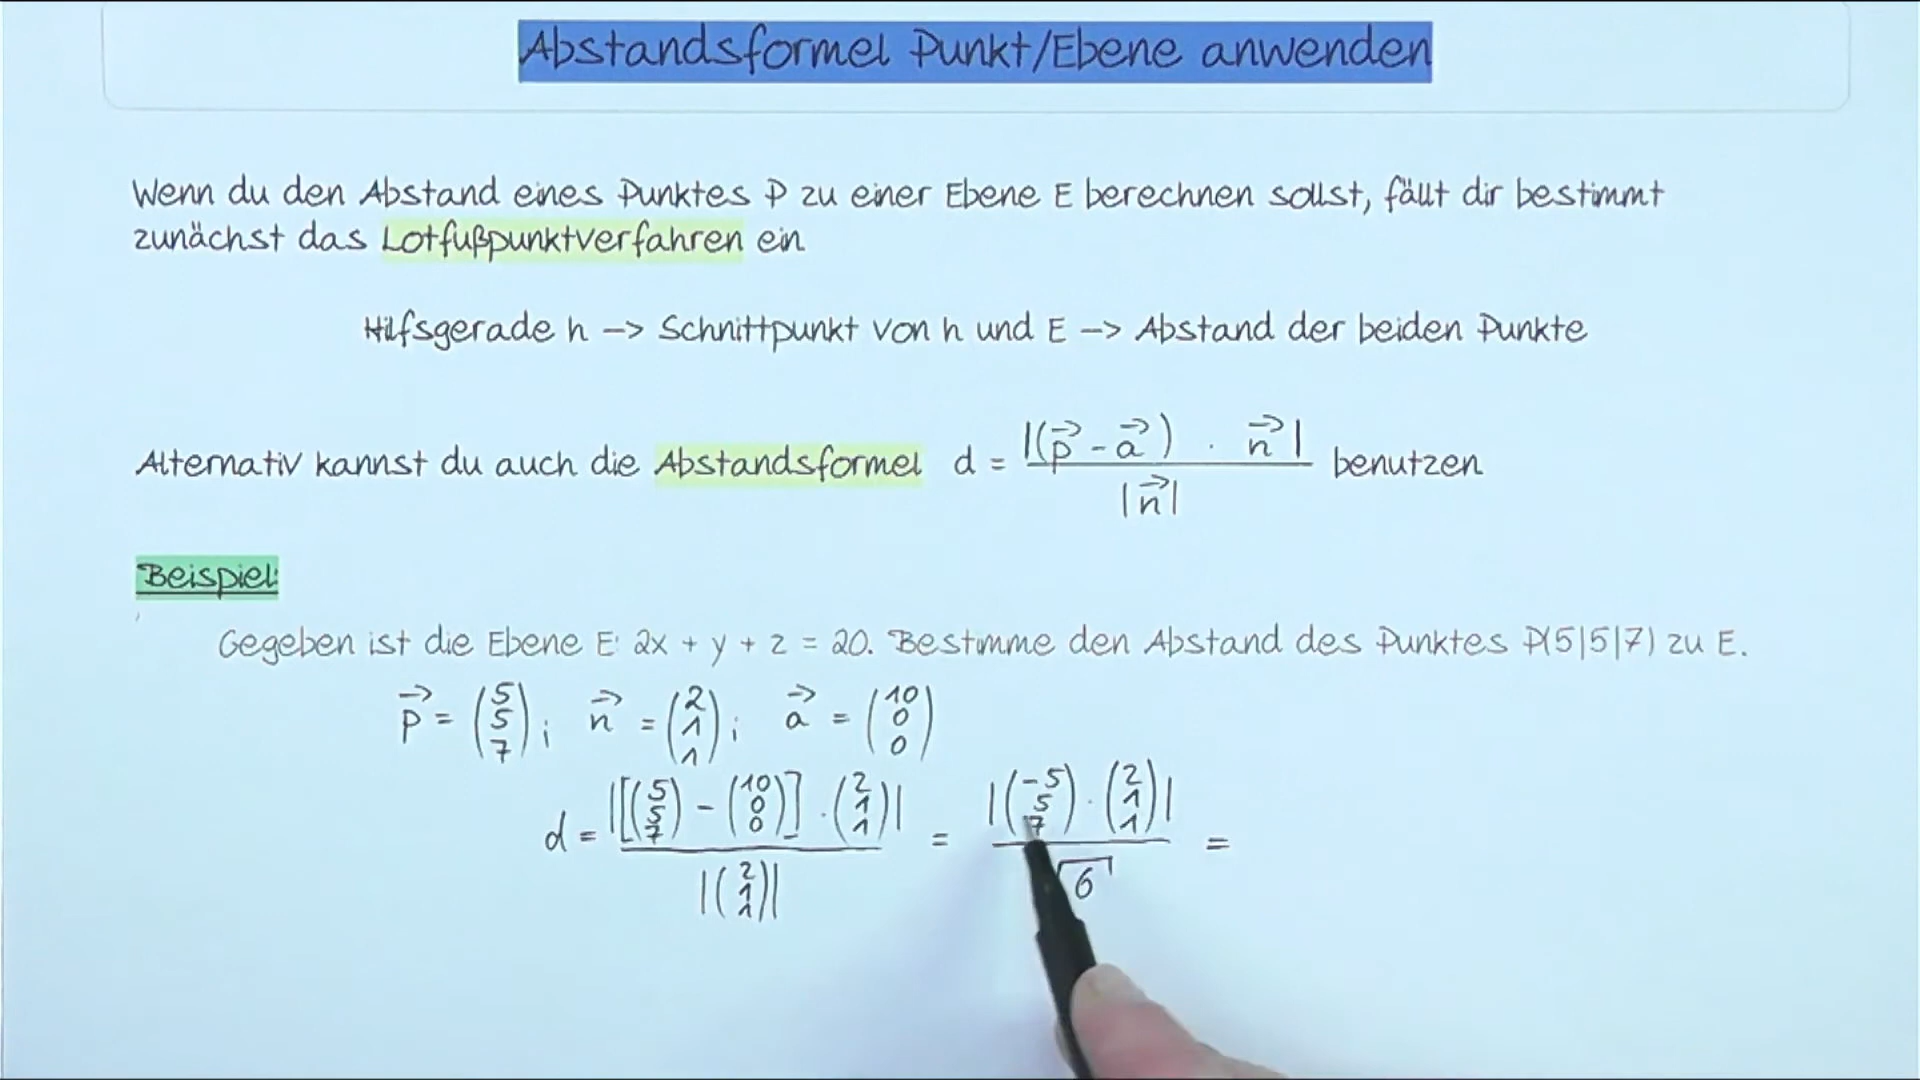 Abstandsformel Punkt/Ebene anwenden
Wenn du den Abstand eines Punktes P zu einer Ebene E berechnen sollst, fällt dir bestimmt
zunächst das Lotfußpunktverfahren ein
Hilfsgerade h -> Schnittpunkt von h und E -> Abstand der beiden Punkte
Alternativ kannst du auch die Abstandsformel d = |(p⃗ - a⃗) · n⃗| / |n⃗| benutzen
Beispiel:
Gegeben ist die Ebene E: 2x + y + z = 20. Bestimme den Abstand des Punktes P(5|5|7) zu E.
p⃗ = (5 5 7); n⃗ = (2 1 1); a⃗ = (10 0 0)
d = |[(5 5 7) - (10 0 0)] · (2 1 1)| / |(2 1 1)| = |(-5 5 7) · (2 1 1)| / √6 =